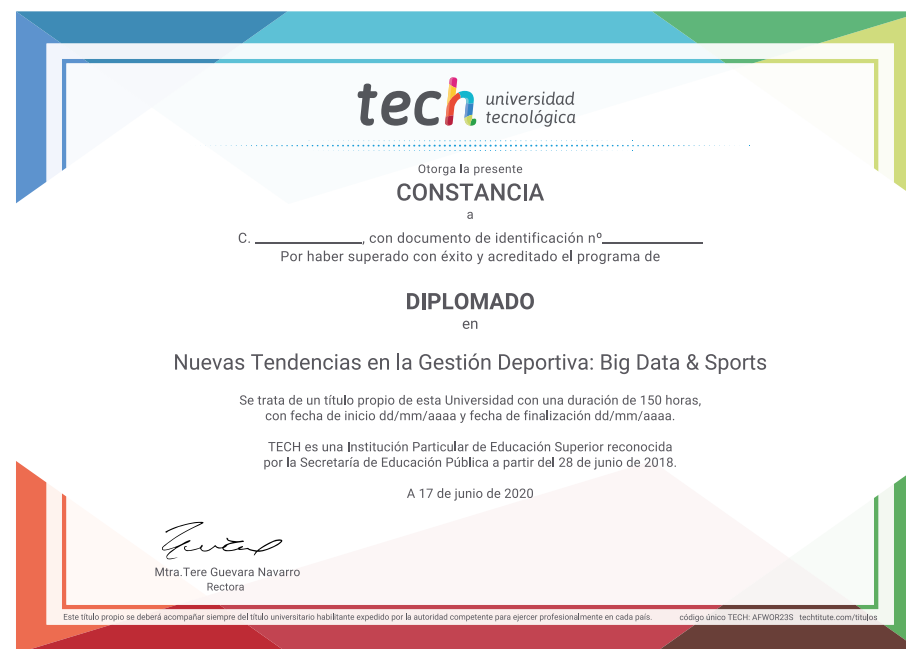 tech universidad
tecnológica
Otorga la presente
CONSTANCIA
a
C. ____________, con documento de identificación nº____________
Por haber superado con éxito y acreditado el programa de
DIPLOMADO
en
Nuevas Tendencias en la Gestión Deportiva: Big Data & Sports
Se trata de un título propio de esta Universidad con una duración de 150 horas,
con fecha de inicio dd/mm/aaaa y fecha de finalización dd/mm/aaaa.
TECH es una Institución Particular de Educación Superior reconocida
por la Secretaría de Educación Pública a partir del 28 de junio de 2018.
A 17 de junio de 2020
Mtra.Tere Guevara Navarro
Rectora
Este título propio se deberá acompañar siempre del título universitario habilitante expedido por la autoridad competente para ejercer profesionalmente en cada país. código único TECH: AFWOR23S techtitute.com/titulos